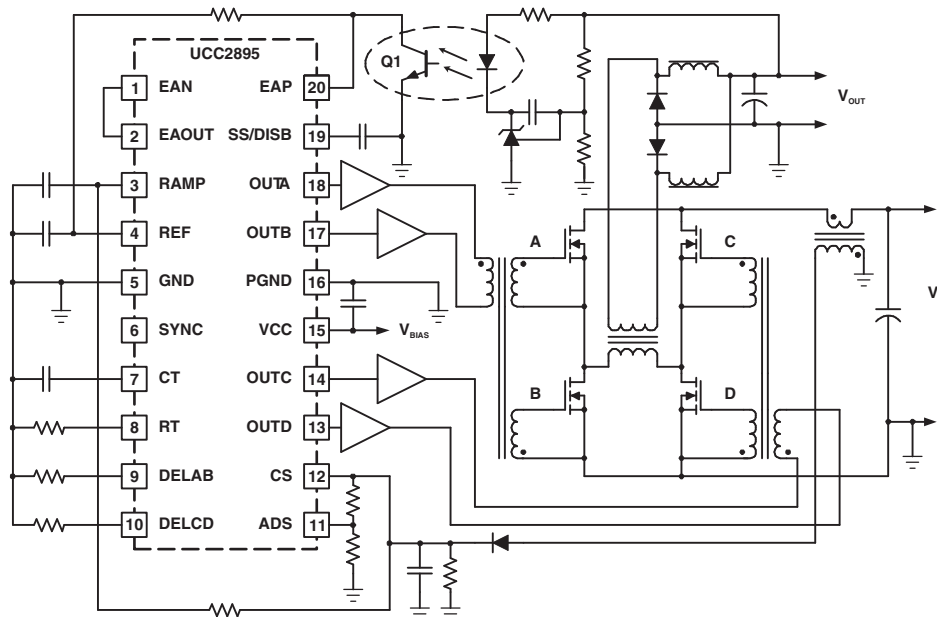 UCC2895
Q1
1 EAN
EAP 20
2 EAOUT
SS/DISB 19
3 RAMP
OUTA 18
4 REF
OUTB 17
5 GND
PGND 16
6 SYNC
VCC 15
7 CT
OUTC 14
8 RT
OUTD 13
9 DELAB
CS 12
10 DELCD
ADS 11
VBIAS
VOUT
A
C
B
D
V